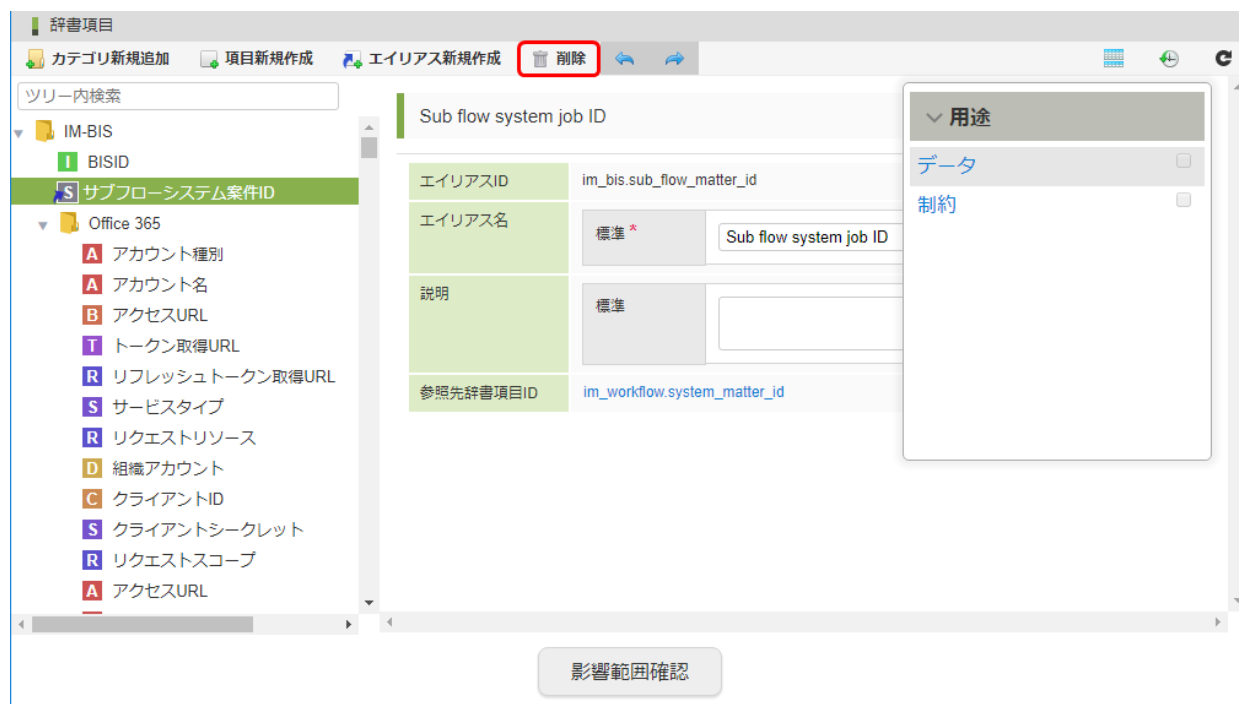 辞書項目
カテゴリ新規追加 項目新規作成 エイリアス新規作成 削除
ツリー内検索
IM-BIS
I BISID
S サブフローシステム案件ID
Office 365
A アカウント種別
A アカウント名
B アクセスURL
T トークン取得URL
R リフレッシュトークン取得URL
S サービスタイプ
R リクエストリソース
D 組織アカウント
C クライアントID
S クライアントシークレット
R リクエストスコープ
A アクセスURL
Sub flow system job ID
エイリアスID im_bis.sub_flow_matter_id
エイリアス名 標準 * Sub flow system job ID
説明 標準
参照先辞書項目ID im_workflow.system_matter_id
用途
データ
制約
影響範囲確認